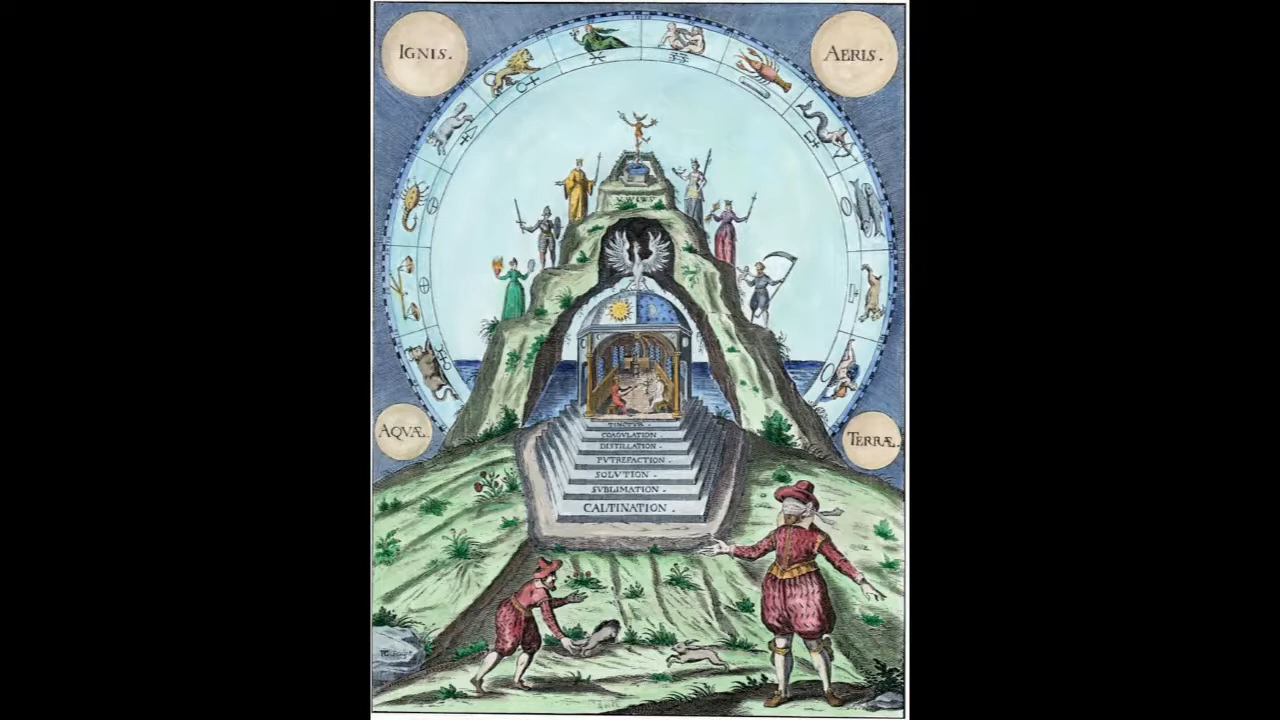 IGNIS.
AERIS.
AQVÆ.
TERRÆ.
TINCTVR.
COAGVLATION.
DISTILLATION.
PVTREFACTION.
SOLVTION.
SVBLIMATION.
CALTINATION.